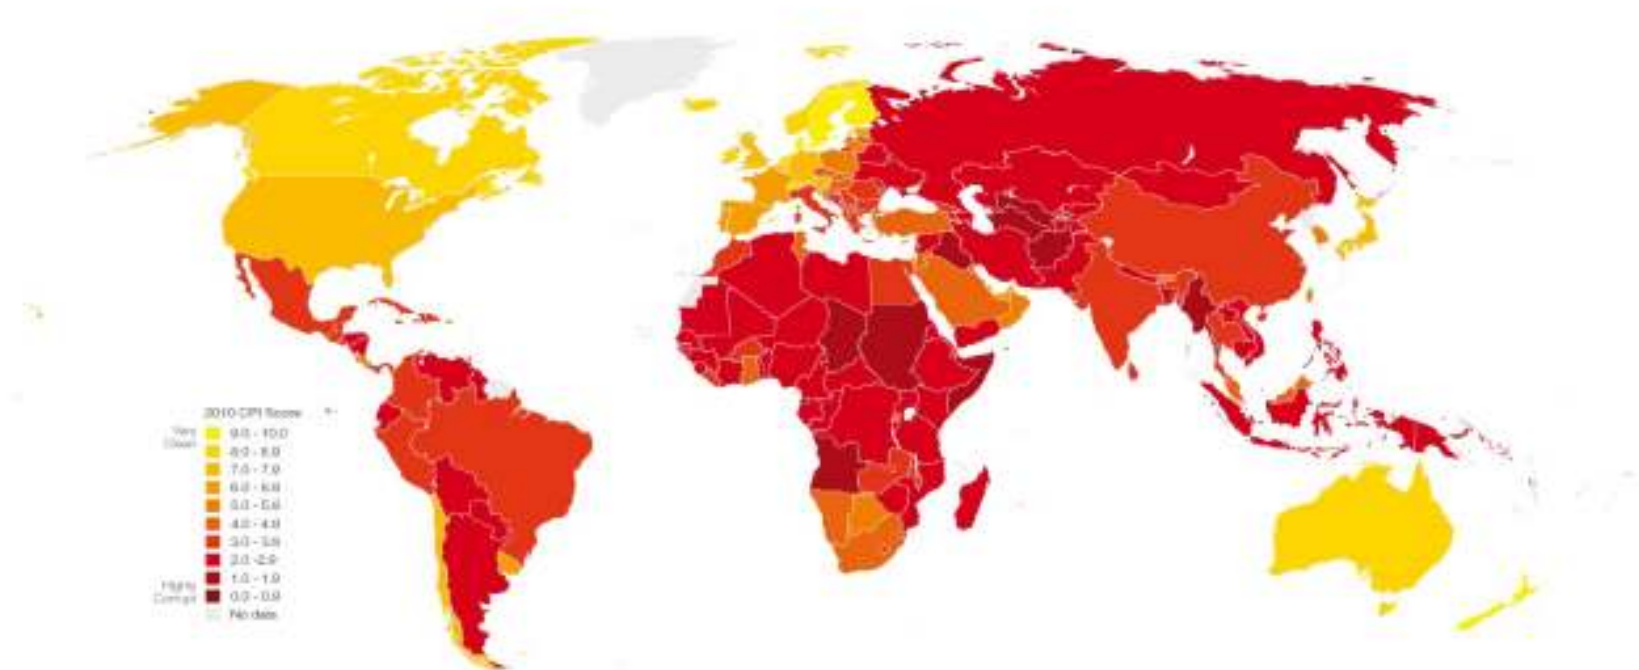 2010 CPI Score
Very
Clean
9.0 - 10.0
8.0 - 8.9
7.0 - 7.9
6.0 - 6.9
5.0 - 5.9
4.0 - 4.9
3.0 - 3.9
2.0 -2.9
1.0 - 1.9
Highly
Corrupt
0.0 - 0.9
No data